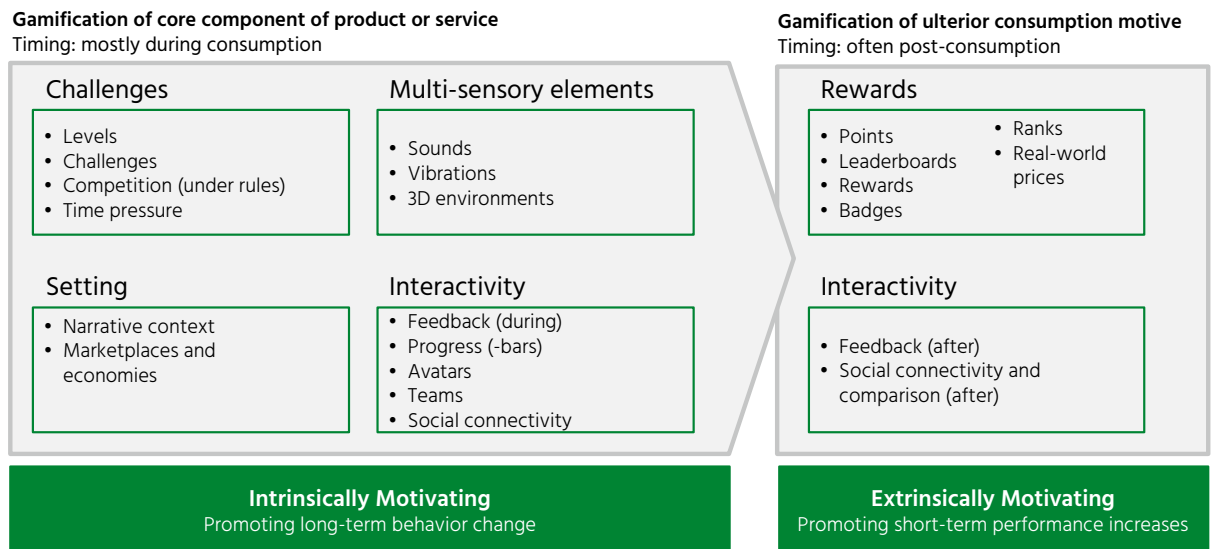 Gamification of core component of product or service
Timing: mostly during consumption
Challenges
• Levels
• Challenges
• Competition (under rules)
• Time pressure
Multi-sensory elements
• Sounds
• Vibrations
• 3D environments
Setting
• Narrative context
• Marketplaces and
economies
Interactivity
• Feedback (during)
• Progress (-bars)
• Avatars
• Teams
• Social connectivity
Intrinsically Motivating
Promoting long-term behavior change
Gamification of ulterior consumption motive
Timing: often post-consumption
Rewards
• Points
• Leaderboards
• Rewards
• Badges
• Ranks
• Real-world
prices
Interactivity
• Feedback (after)
• Social connectivity and
comparison (after)
Extrinsically Motivating
Promoting short-term performance increases